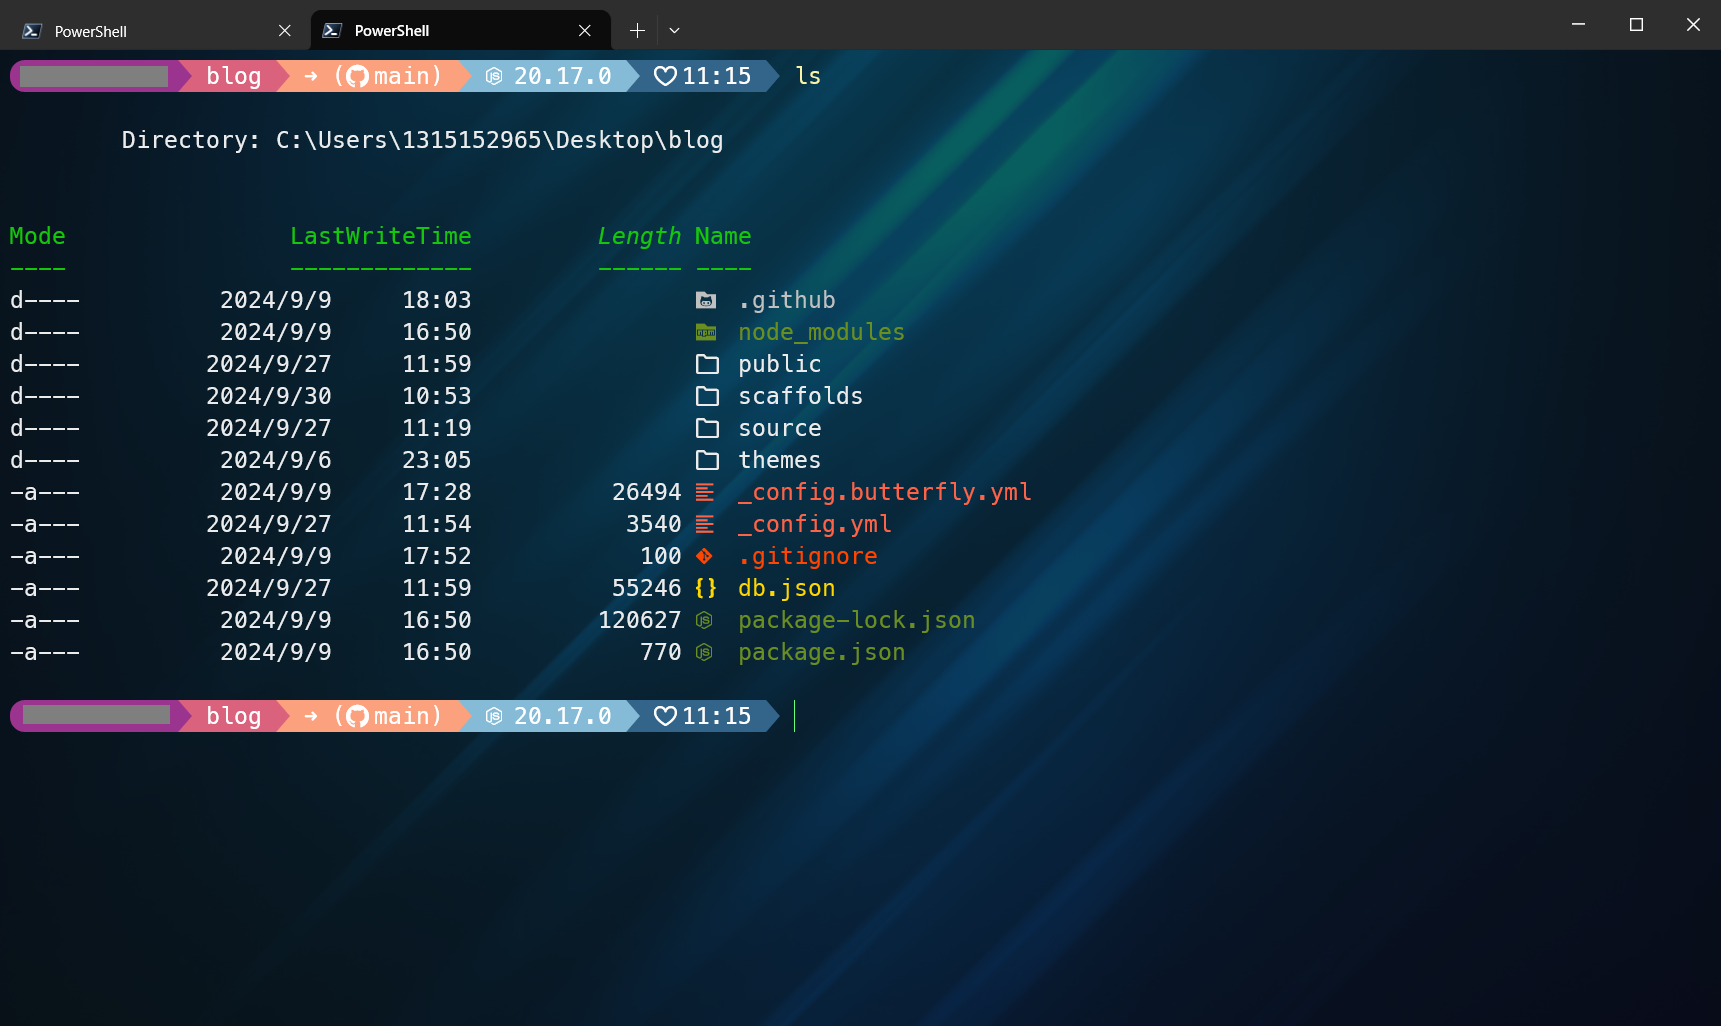 PowerShell PowerShell
blog → (main) 20.17.0 ♡11:15 ls
Directory: C:\Users\1315152965\Desktop\blog
Mode LastWriteTime Length Name
---- ------------- ------ ----
d---- 2024/9/9 18:03 .github
d---- 2024/9/9 16:50 node_modules
d---- 2024/9/27 11:59 public
d---- 2024/9/30 10:53 scaffolds
d---- 2024/9/27 11:19 source
d---- 2024/9/6 23:05 themes
-a--- 2024/9/9 17:28 26494 _config.butterfly.yml
-a--- 2024/9/27 11:54 3540 _config.yml
-a--- 2024/9/9 17:52 100 .gitignore
-a--- 2024/9/27 11:59 55246 {} db.json
-a--- 2024/9/9 16:50 120627 package-lock.json
-a--- 2024/9/9 16:50 770 package.json
blog → (main) 20.17.0 ♡11:15